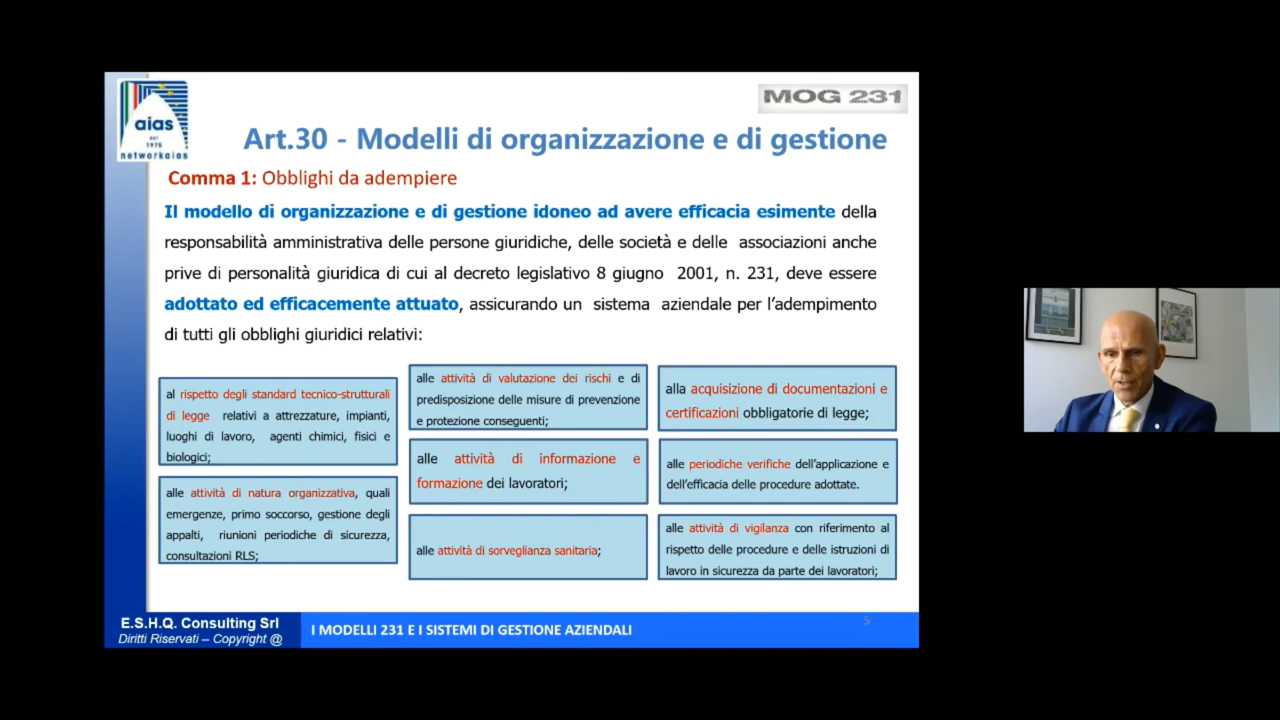 aias
est
1975
networkaias
MOG 231
Art.30 - Modelli di organizzazione e di gestione
Comma 1: Obblighi da adempiere
Il modello di organizzazione e di gestione idoneo ad avere efficacia esimente della
responsabilità amministrativa delle persone giuridiche, delle società e delle associazioni anche
prive di personalità giuridica di cui al decreto legislativo 8 giugno 2001, n. 231, deve essere
adottato ed efficacemente attuato, assicurando un sistema aziendale per l'adempimento
di tutti gli obblighi giuridici relativi:
al rispetto degli standard tecnico-strutturali
di legge relativi a attrezzature, impianti,
luoghi di lavoro, agenti chimici, fisici e
biologici;
alle attività di natura organizzativa, quali
emergenze, primo soccorso, gestione degli
appalti, riunioni periodiche di sicurezza,
consultazioni RLS;
alle attività di valutazione dei rischi e di
predisposizione delle misure di prevenzione
e protezione conseguenti;
alle attività di informazione e
formazione dei lavoratori;
alle attività di sorveglianza sanitaria;
alla acquisizione di documentazioni e
certificazioni obbligatorie di legge;
alle periodiche verifiche dell'applicazione e
dell'efficacia delle procedure adottate.
alle attività di vigilanza con riferimento al
rispetto delle procedure e delle istruzioni di
lavoro in sicurezza da parte dei lavoratori;
E.S.H.Q. Consulting Srl
Diritti Riservati – Copyright @
I MODELLI 231 E I SISTEMI DI GESTIONE AZIENDALI
5